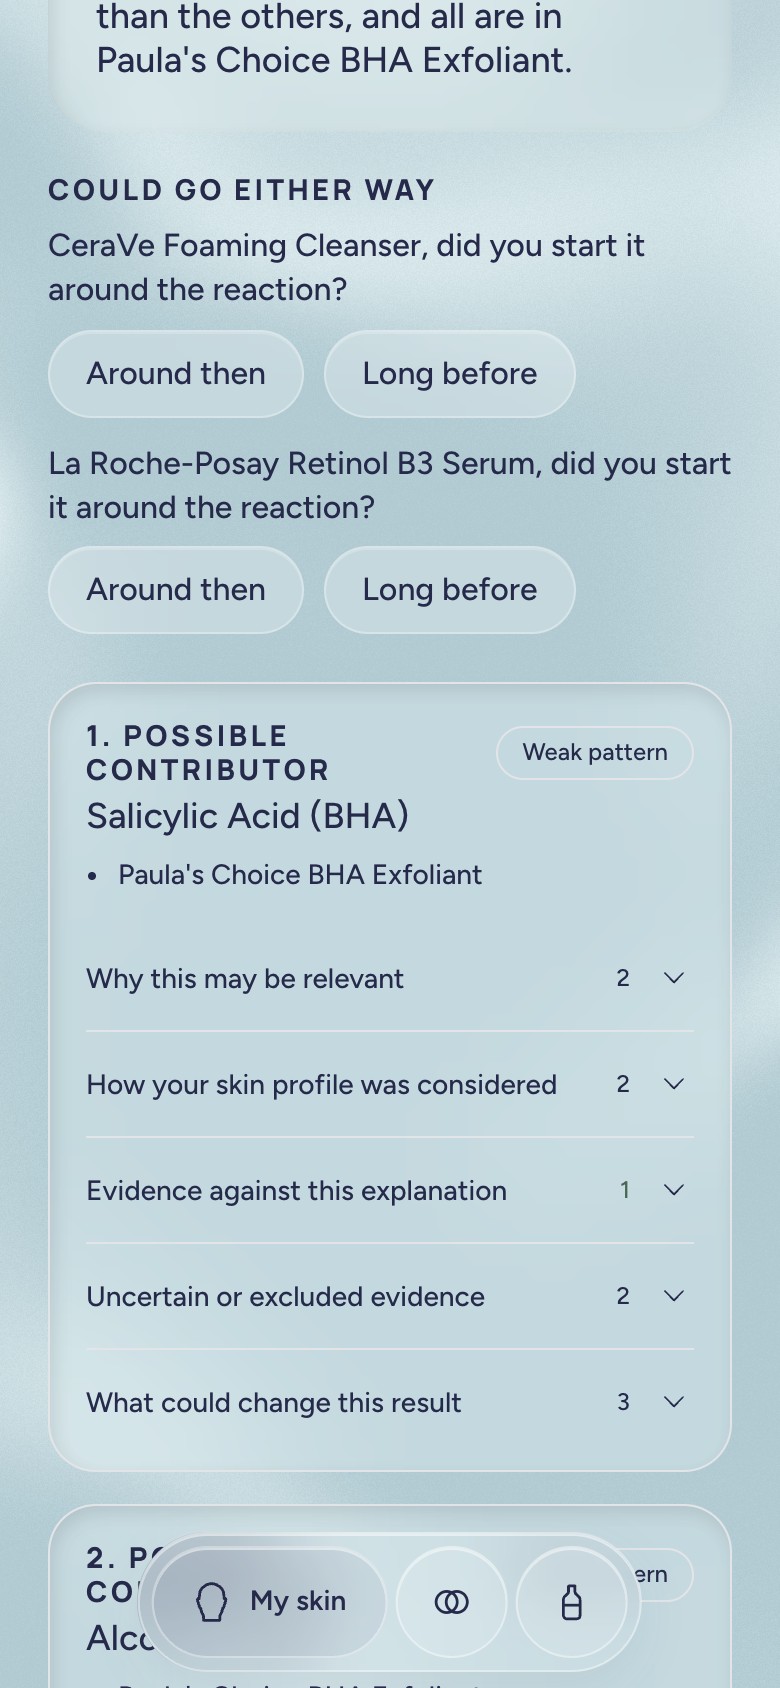 than the others, and all are in
Paula's Choice BHA Exfoliant.
COULD GO EITHER WAY
CeraVe Foaming Cleanser, did you start it
around the reaction?
Around then
Long before
La Roche-Posay Retinol B3 Serum, did you start
it around the reaction?
Around then
Long before
1. POSSIBLE
CONTRIBUTOR
Weak pattern
Salicylic Acid (BHA)
• Paula's Choice BHA Exfoliant
Why this may be relevant 2
How your skin profile was considered 2
Evidence against this explanation 1
Uncertain or excluded evidence 2
What could change this result 3
2.
My skin